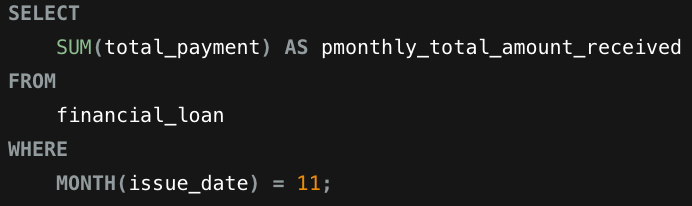 SELECT
    SUM(total_payment) AS pmonthly_total_amount_received
FROM
    financial_loan
WHERE
    MONTH(issue_date) = 11;